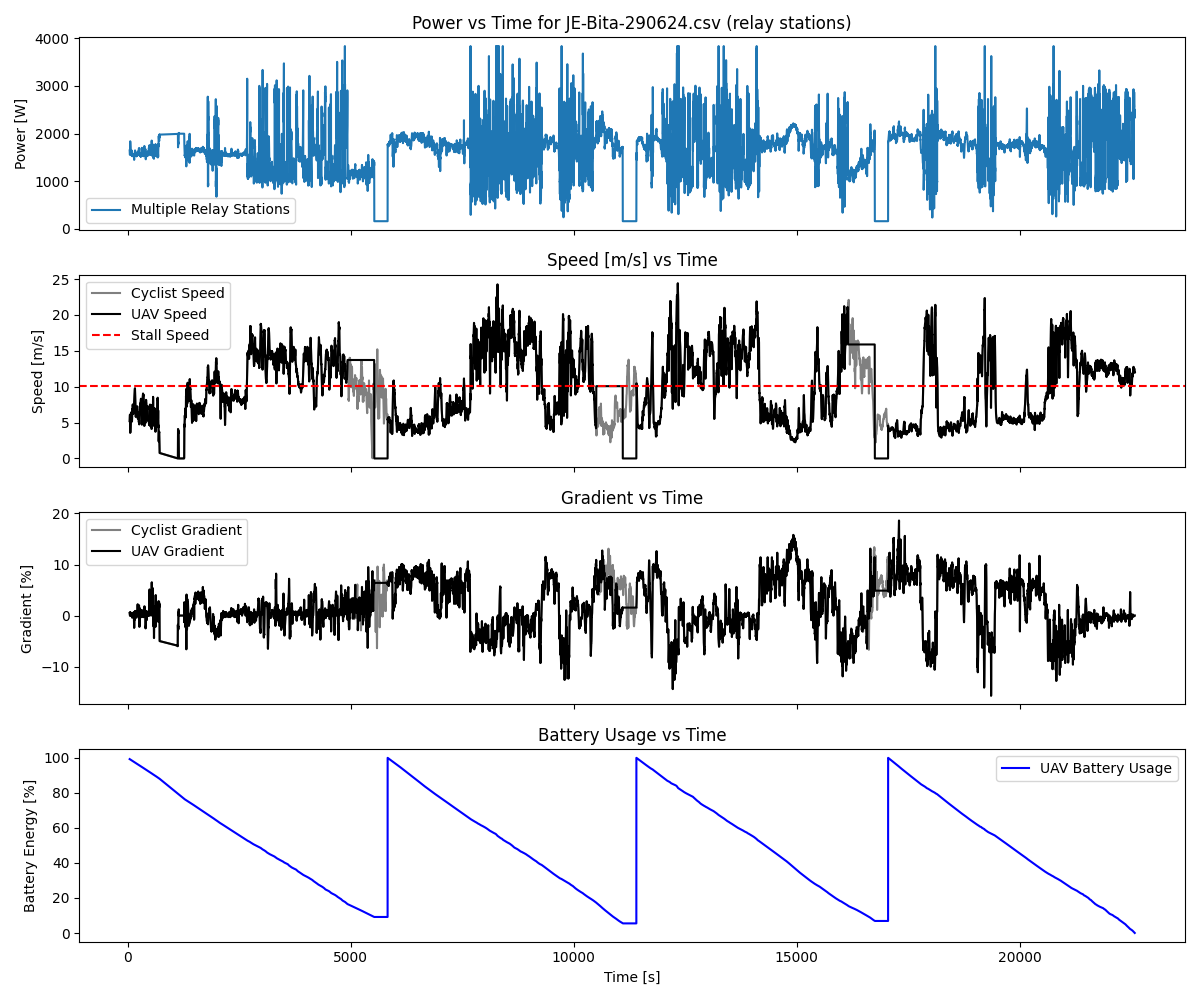 Power vs Time for JE-Bita-290624.csv (relay stations)
4000
3000
2000
1000
0
Power [W]
Multiple Relay Stations
Speed [m/s] vs Time
25
20
15
10
5
0
Speed [m/s]
Cyclist Speed
UAV Speed
Stall Speed
Gradient vs Time
20
10
0
−10
Gradient [%]
Cyclist Gradient
UAV Gradient
Battery Usage vs Time
100
80
60
40
20
0
Battery Energy [%]
UAV Battery Usage
0 5000 10000 15000 20000
Time [s]